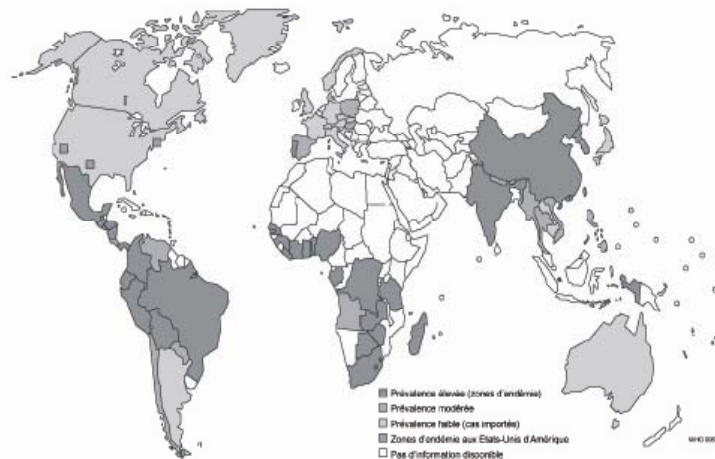 Prévalence élevée (zones d'endémie)
Prévalence modérée
Prévalence faible (cas importés)
Zones d'endémie aux Etats-Unis d'Amérique
Pas d'information disponible